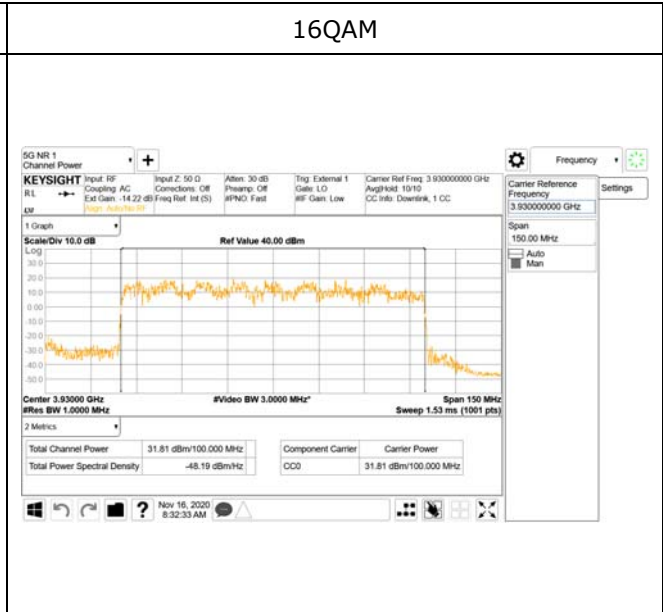 16QAM
5G NR 1
Channel Power
Frequency
KEYSIGHT
RL
Input: RF
Coupling: AC
Ext Gain: -14.22 dB
Align: Auto/No RF
Input Z: 50 Ω
Corrections: Off
Freq Ref: Int (S)
Atten: 30 dB
Preamp: Off
#PNO: Fast
Trig: External 1
Gate: LO
#IF Gain: Low
Carrier Ref Freq: 3.930000000 GHz
Avg|Hold: 10/10
CC Info: Downlink, 1 CC
Carrier Reference
Frequency
3.930000000 GHz
Settings
Span
150.00 MHz
Auto
Man
1 Graph
Scale/Div 10.0 dB
Ref Value 40.00 dBm
Log
30.0
20.0
10.0
0.00
-10.0
-20.0
-30.0
-40.0
-50.0
Center 3.93000 GHz
#Video BW 3.0000 MHz*
Span 150 MHz
#Res BW 1.0000 MHz
Sweep 1.53 ms (1001 pts)
2 Metrics
Total Channel Power 31.81 dBm/100.000 MHz
Total Power Spectral Density -48.19 dBm/Hz
Component Carrier Carrier Power
CC0 31.81 dBm/100.000 MHz
?
Nov 16, 2020
8:32:33 AM